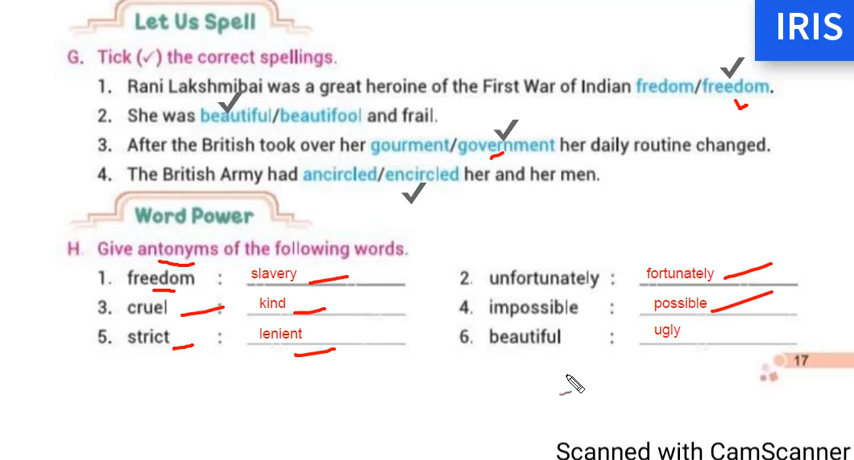 IRIS
Let Us Spell
G. Tick (✓) the correct spellings.
1. Rani Lakshmibai was a great heroine of the First War of Indian fredom/freedom.
2. She was beautiful/beautifool and frail.
3. After the British took over her gourment/government her daily routine changed.
4. The British Army had ancircled/encircled her and her men.
Word Power
H. Give antonyms of the following words.
1. freedom : slavery 2. unfortunately : fortunately
3. cruel : kind 4. impossible : possible
5. strict : lenient 6. beautiful : ugly
17
Scanned with CamScanner